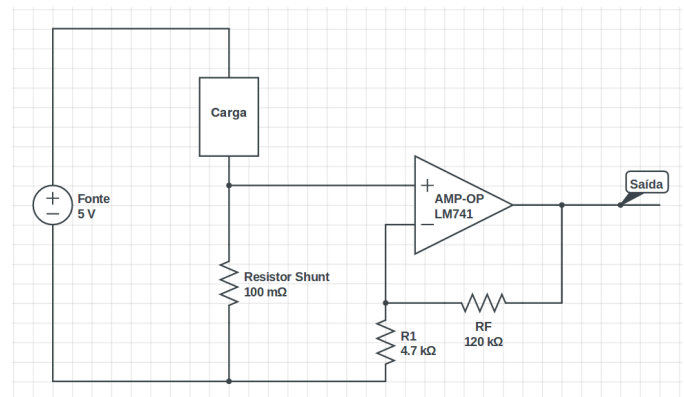 Carga
Fonte
5 V
AMP-OP
LM741
Saída
Resistor Shunt
100 mΩ
R1
4.7 kΩ
RF
120 kΩ